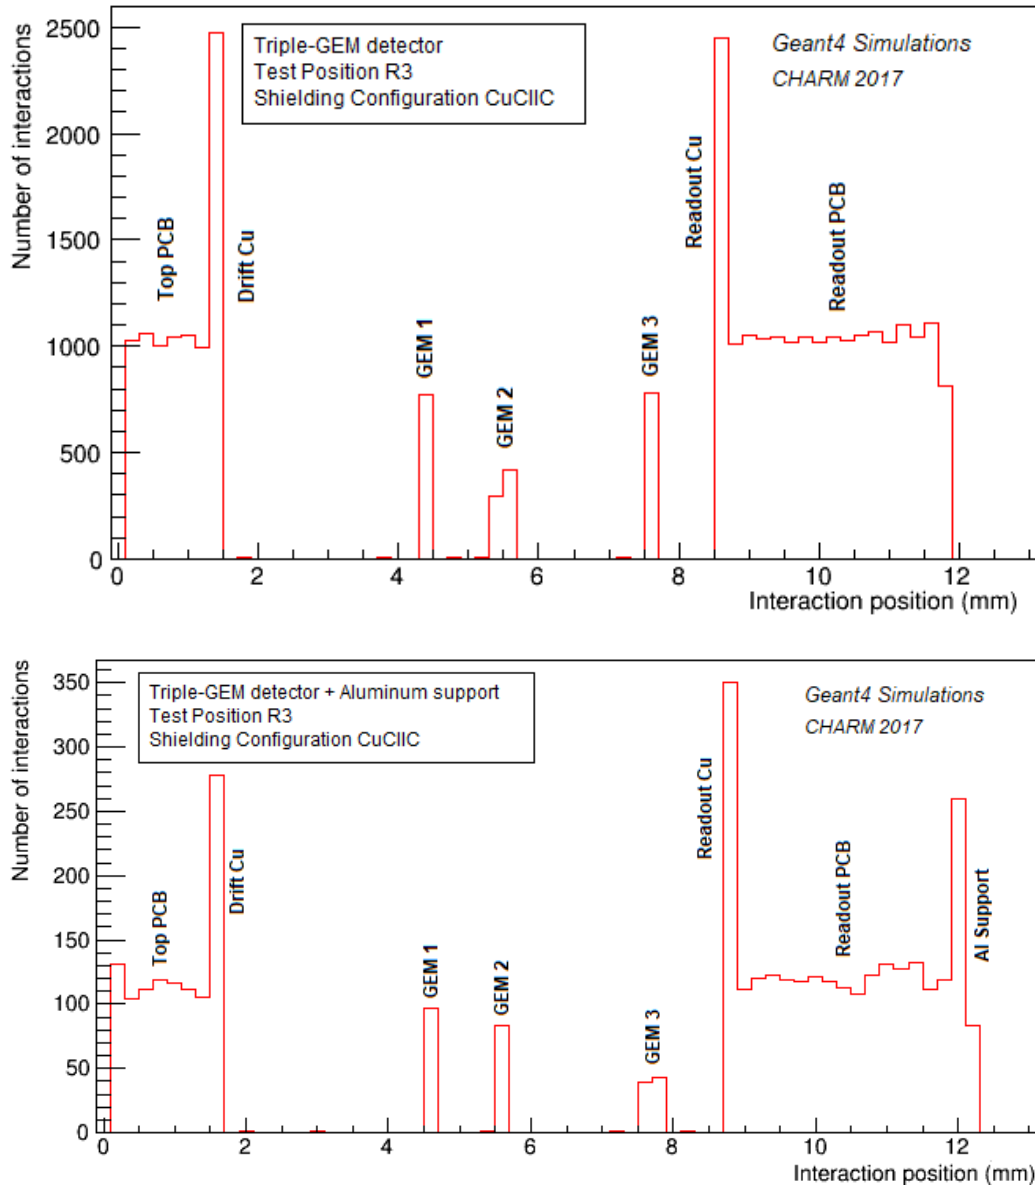 Triple-GEM detector
Test Position R3
Shielding Configuration CuCIIC
Geant4 Simulations
CHARM 2017
Number of interactions
2500
2000
1500
1000
500
0
Top PCB
Drift Cu
GEM 1
GEM 2
GEM 3
Readout Cu
Readout PCB
0 2 4 6 8 10 12
Interaction position (mm)
Triple-GEM detector + Aluminum support
Test Position R3
Shielding Configuration CuCIIC
Geant4 Simulations
CHARM 2017
Number of interactions
350
300
250
200
150
100
50
0
Top PCB
Drift Cu
GEM 1
GEM 2
GEM 3
Readout Cu
Readout PCB
Al Support
0 2 4 6 8 10 12
Interaction position (mm)